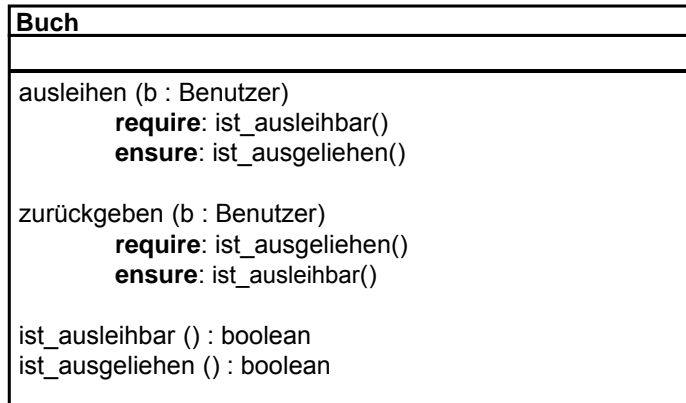 Buch
ausleihen (b : Benutzer)
require: ist_ausleihbar()
ensure: ist_ausgeliehen()
zurückgeben (b : Benutzer)
require: ist_ausgeliehen()
ensure: ist_ausleihbar()
ist_ausleihbar () : boolean
ist_ausgeliehen () : boolean